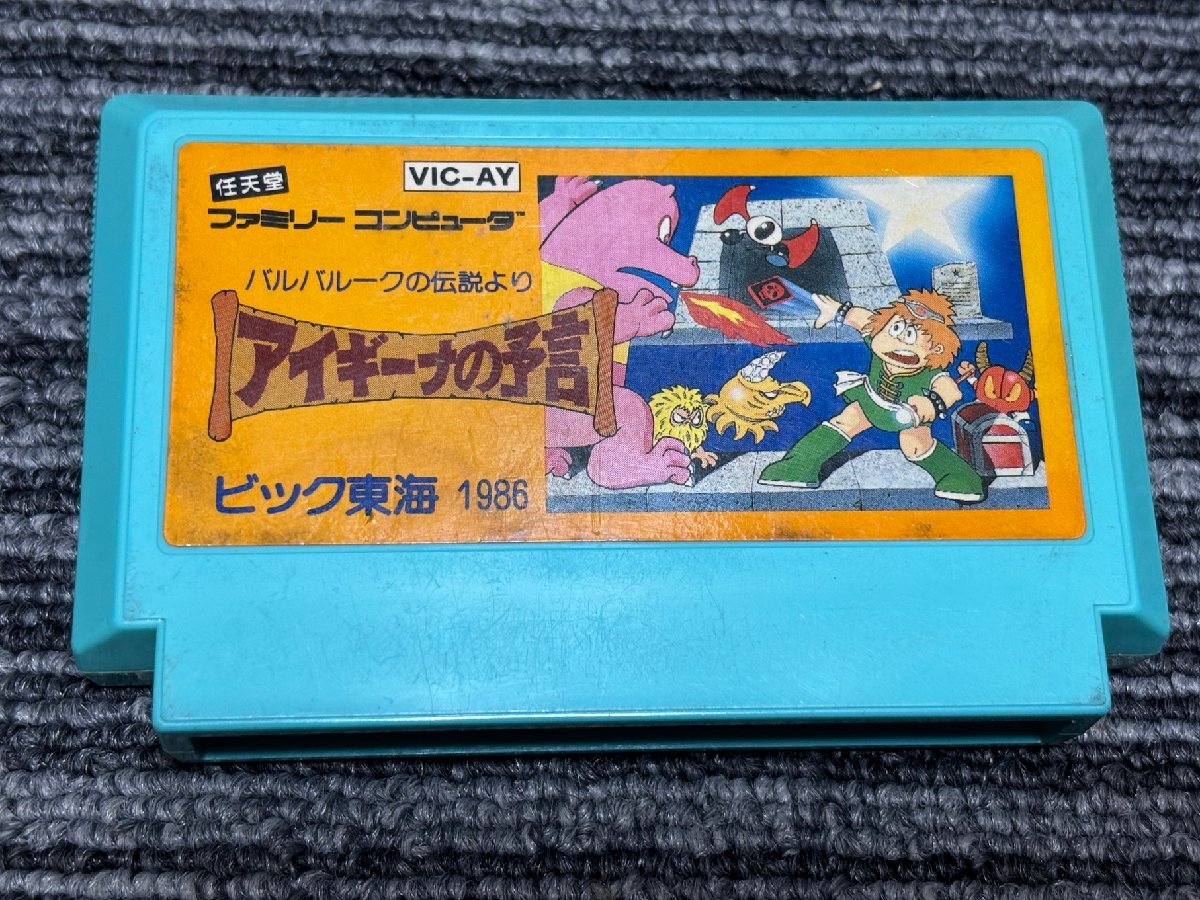 任天堂
VIC-AY
ファミリー コンピュータ™
バルバルークの伝説より
アイギーナの予言
ビック東海 1986